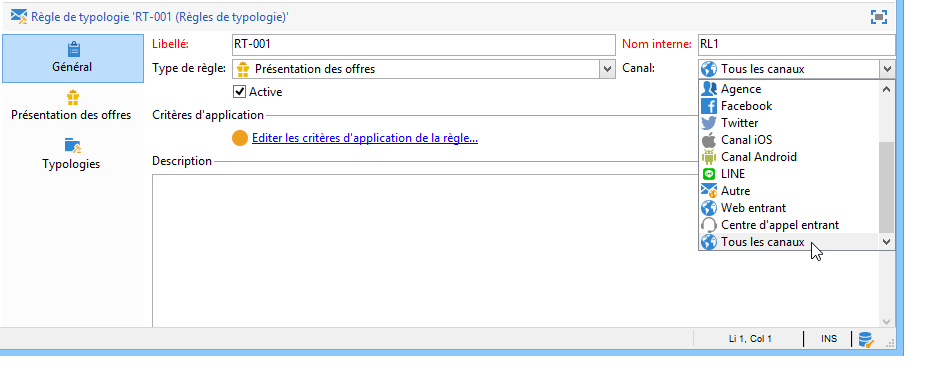 Règle de typologie 'RT-001 (Règles de typologie)'
Général
Présentation des offres
Typologies
Libellé: RT-001 Nom interne: RL1
Type de règle: Présentation des offres Canal: Tous les canaux
Active
Critères d'application
Editer les critères d'application de la règle...
Description
Agence
Facebook
Twitter
Canal iOS
Canal Android
LINE
Autre
Web entrant
Centre d'appel entrant
Tous les canaux
Li 1, Col 1 INS